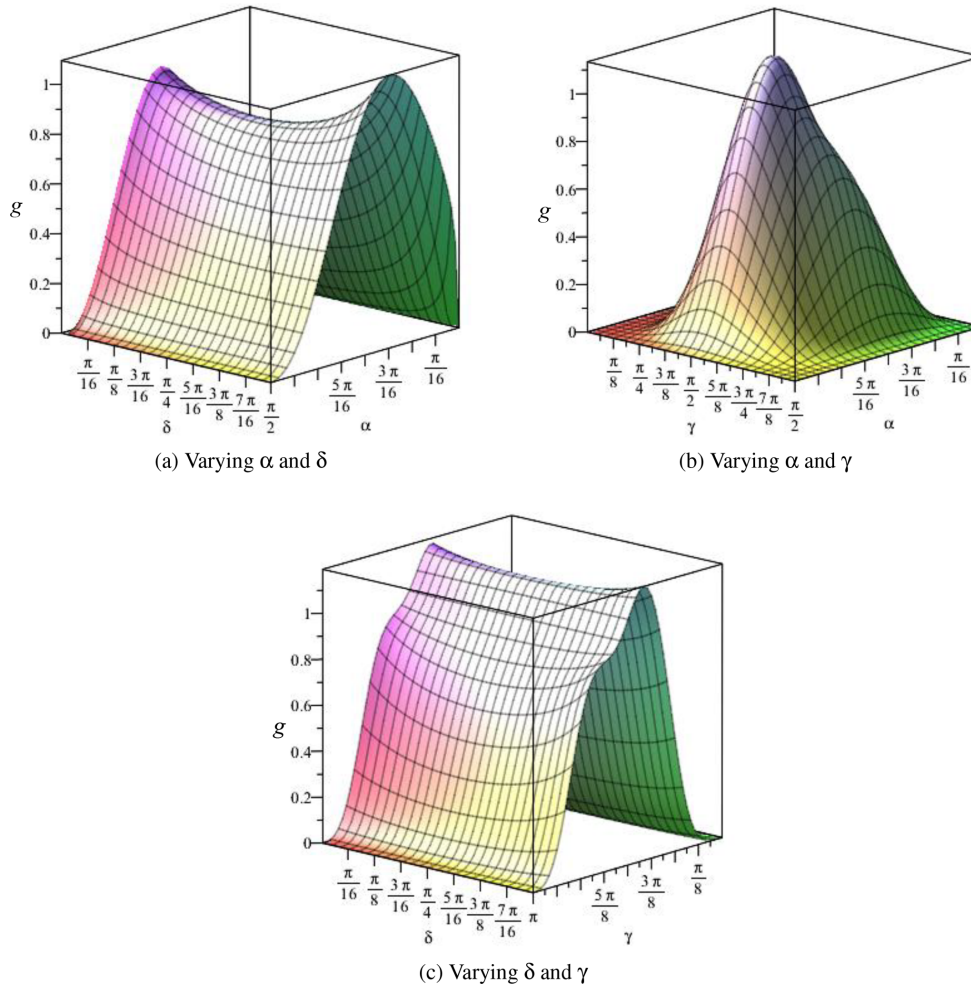 1
0.8
0.6
g
0.4
0.2
0
π/16
π/8
3π/16
π/4
5π/16
3π/8
7π/16
π/2
δ
5π/16
3π/16
π/16
α
(a) Varying α and δ
1
0.8
0.6
g
0.4
0.2
0
π/8
π/4
3π/8
π/2
5π/8
3π/4
7π/8
π/2
γ
5π/16
3π/16
π/16
α
(b) Varying α and γ
1
0.8
0.6
g
0.4
0.2
0
π/16
π/8
3π/16
π/4
5π/16
3π/8
7π/16
π
δ
5π/8
3π/8
π/8
γ
(c) Varying δ and γ